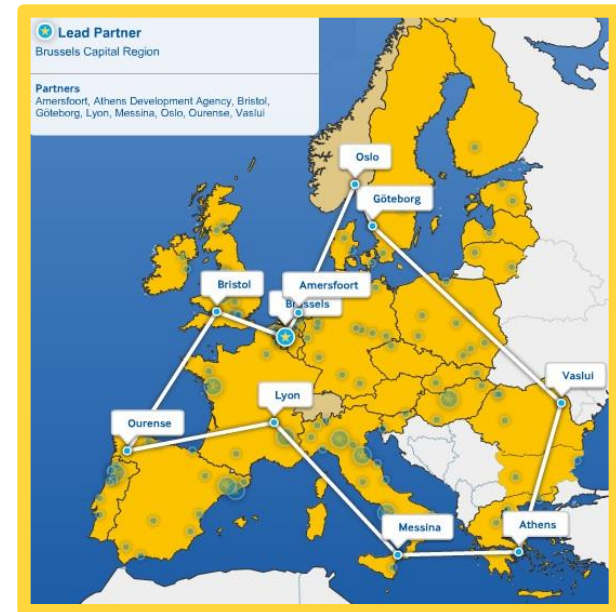 Lead Partner
Brussels Capital Region
Partners
Amersfoort, Athens Development Agency, Bristol,
Göteborg, Lyon, Messina, Oslo, Ourense, Vaslui
Oslo
Göteborg
Bristol
Amersfoort
Brussels
Vaslui
Lyon
Ourense
Messina
Athens